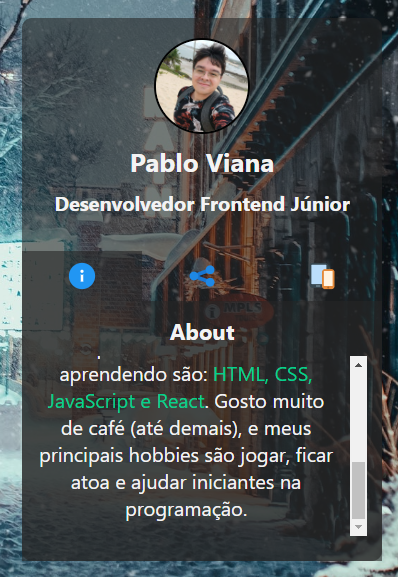 Pablo Viana
Desenvolvedor Frontend Júnior
MPLS
About
aprendendo são: HTML, CSS,
JavaScript e React. Gosto muito
de café (até demais), e meus
principais hobbies são jogar, ficar
atoa e ajudar iniciantes na
programação.